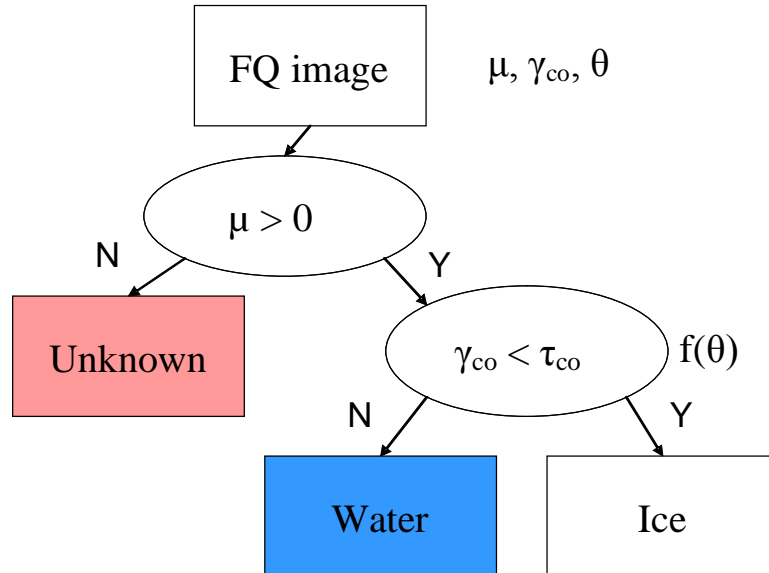 FQ image
μ, γco, θ
μ > 0
N
Y
Unknown
γco < τco
f(θ)
N
Y
Water
Ice